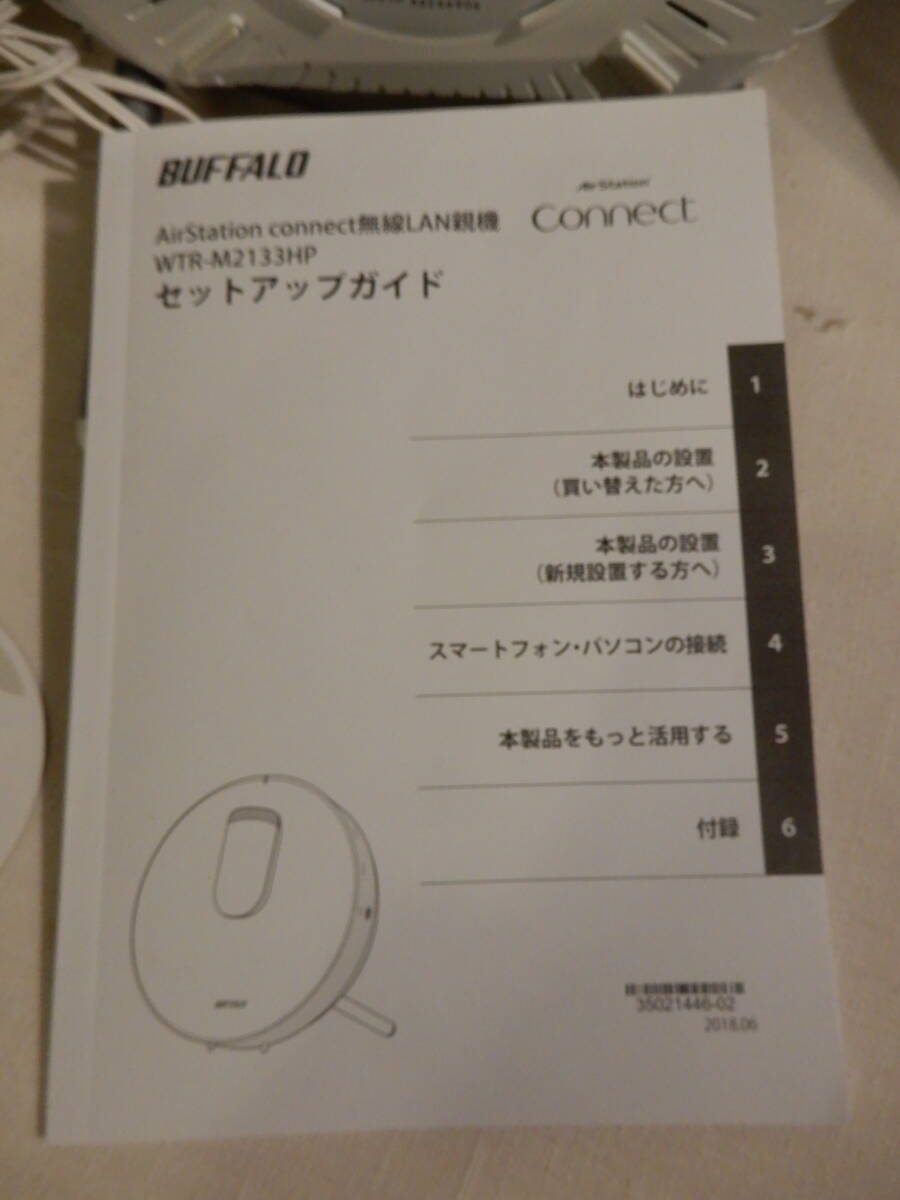 BUFFALO
AirStation
connect
AirStation connect無線LAN親機
WTR-M2133HP
セットアップガイド
はじめに 1
本製品の設置 2
(買い替えた方へ)
本製品の設置 3
(新規設置する方へ)
スマートフォン・パソコンの接続 4
本製品をもっと活用する 5
付録 6
BUFFALO
35021446-02
2018.06